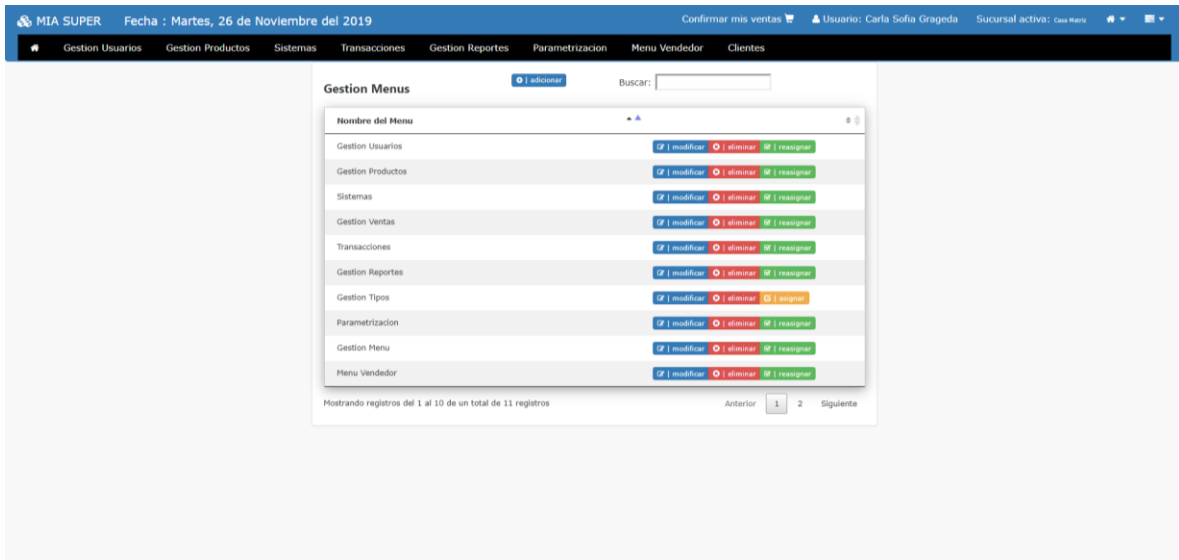 MIA SUPER Fecha : Martes, 26 de Noviembre del 2019 Confirmar mis ventas Usuario: Carla Sofia Grageda Sucursal activa: Casa Matriz
Gestion Usuarios Gestion Productos Sistemas Transacciones Gestion Reportes Parametrizacion Menu Vendedor Clientes
Gestion Menus | adicionar Buscar:
Nombre del Menu
Gestion Usuarios | modificar | eliminar | reasignar
Gestion Productos | modificar | eliminar | reasignar
Sistemas | modificar | eliminar | reasignar
Gestion Ventas | modificar | eliminar | reasignar
Transacciones | modificar | eliminar | reasignar
Gestion Reportes | modificar | eliminar | reasignar
Gestion Tipos | modificar | eliminar | asignar
Parametrizacion | modificar | eliminar | reasignar
Gestion Menu | modificar | eliminar | reasignar
Menu Vendedor | modificar | eliminar | reasignar
Mostrando registros del 1 al 10 de un total de 11 registros Anterior 1 2 Siguiente